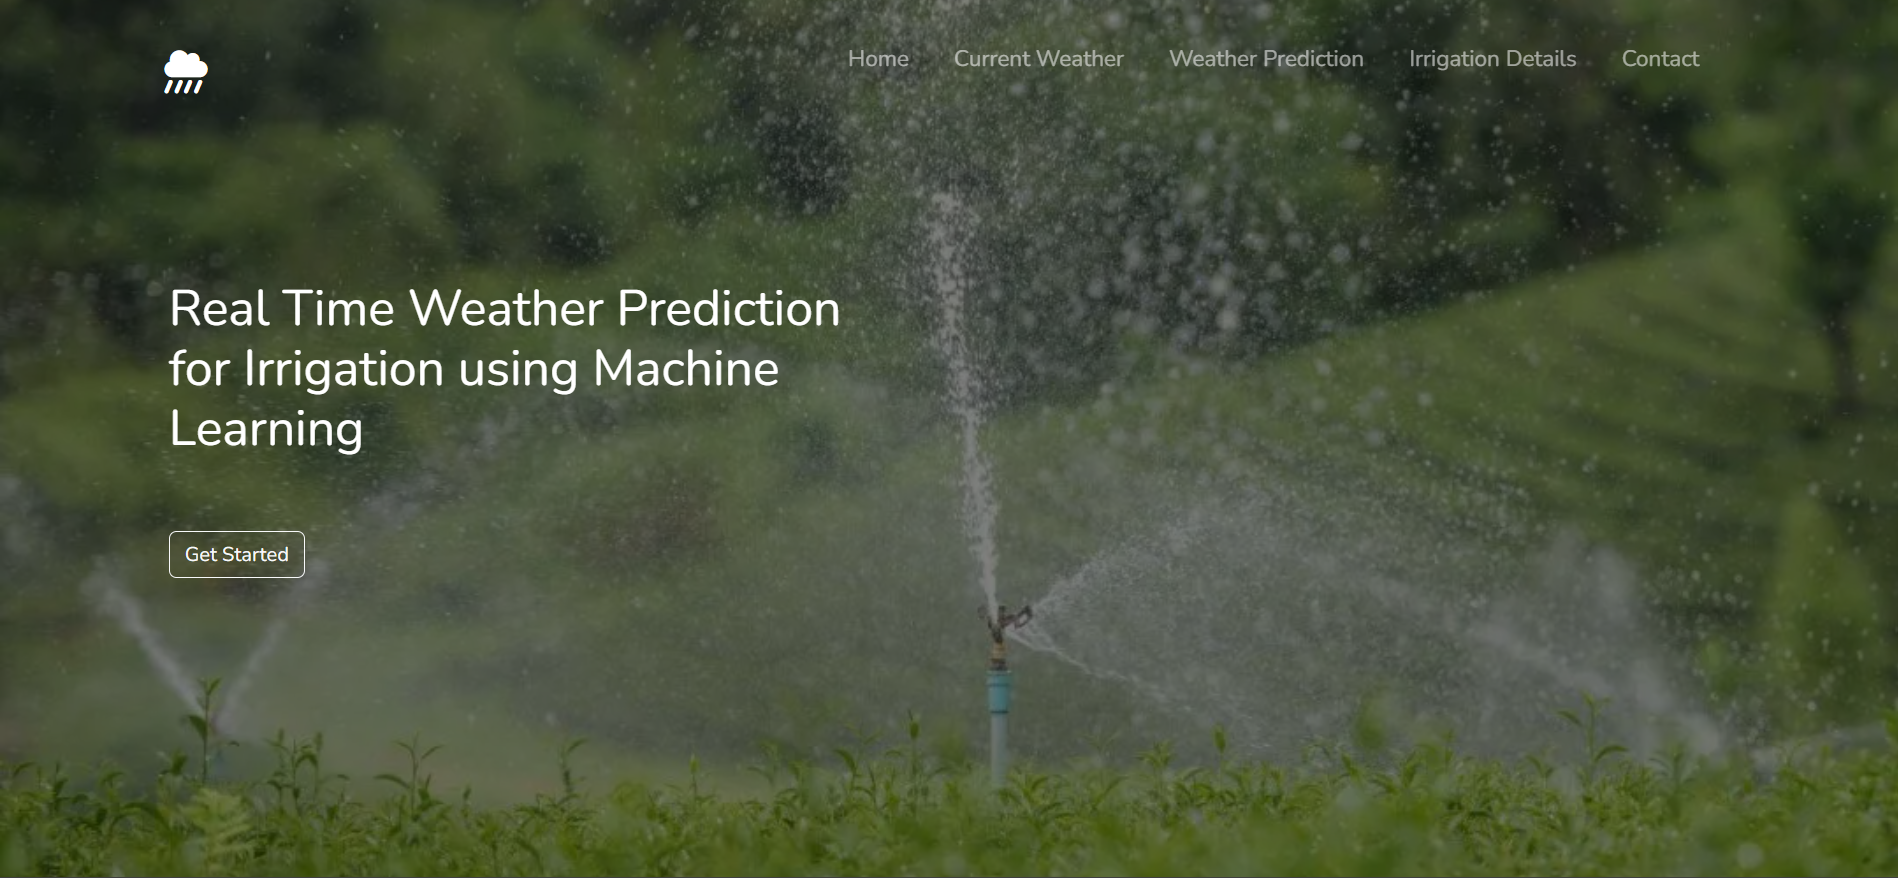 Home Current Weather Weather Prediction Irrigation Details Contact
Real Time Weather Prediction
for Irrigation using Machine
Learning
Get Started